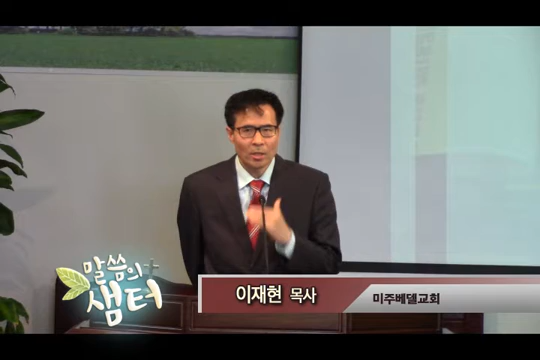 말씀의
샘터
이재현 목사
미주베델교회